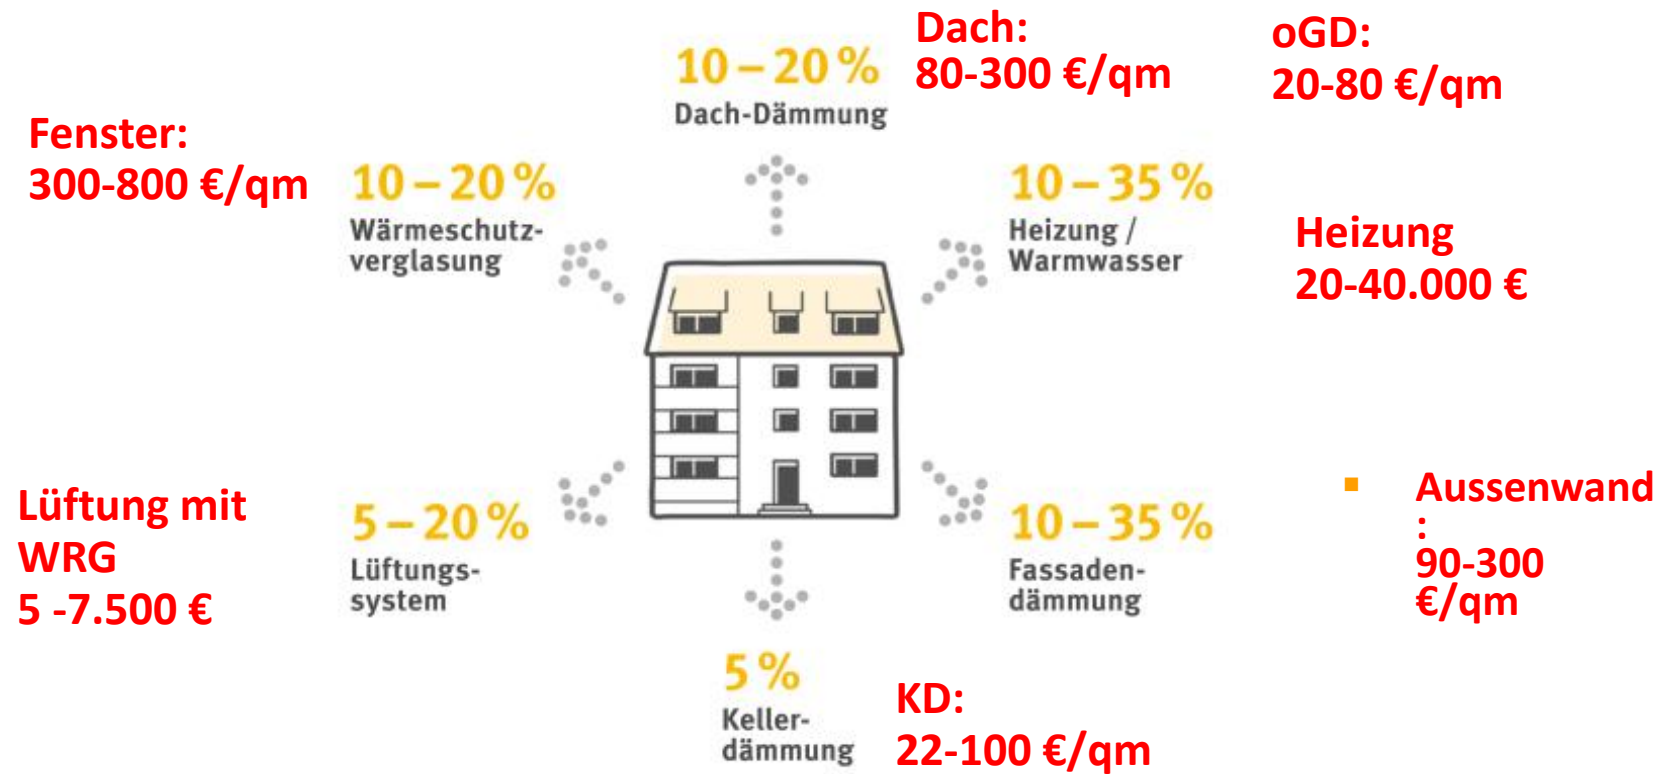 Dach:
80-300 €/qm
oGD:
20-80 €/qm
10 – 20 %
Dach-Dämmung
Fenster:
300-800 €/qm
10 – 20 %
Wärmeschutz-
verglasung
10 – 35 %
Heizung /
Warmwasser
Heizung
20-40.000 €
Lüftung mit
WRG
5 -7.500 €
5 – 20 %
Lüftungs-
system
10 – 35 %
Fassaden-
dämmung
▪ Aussenwand
:
90-300
€/qm
5 %
Keller-
dämmung
KD:
22-100 €/qm